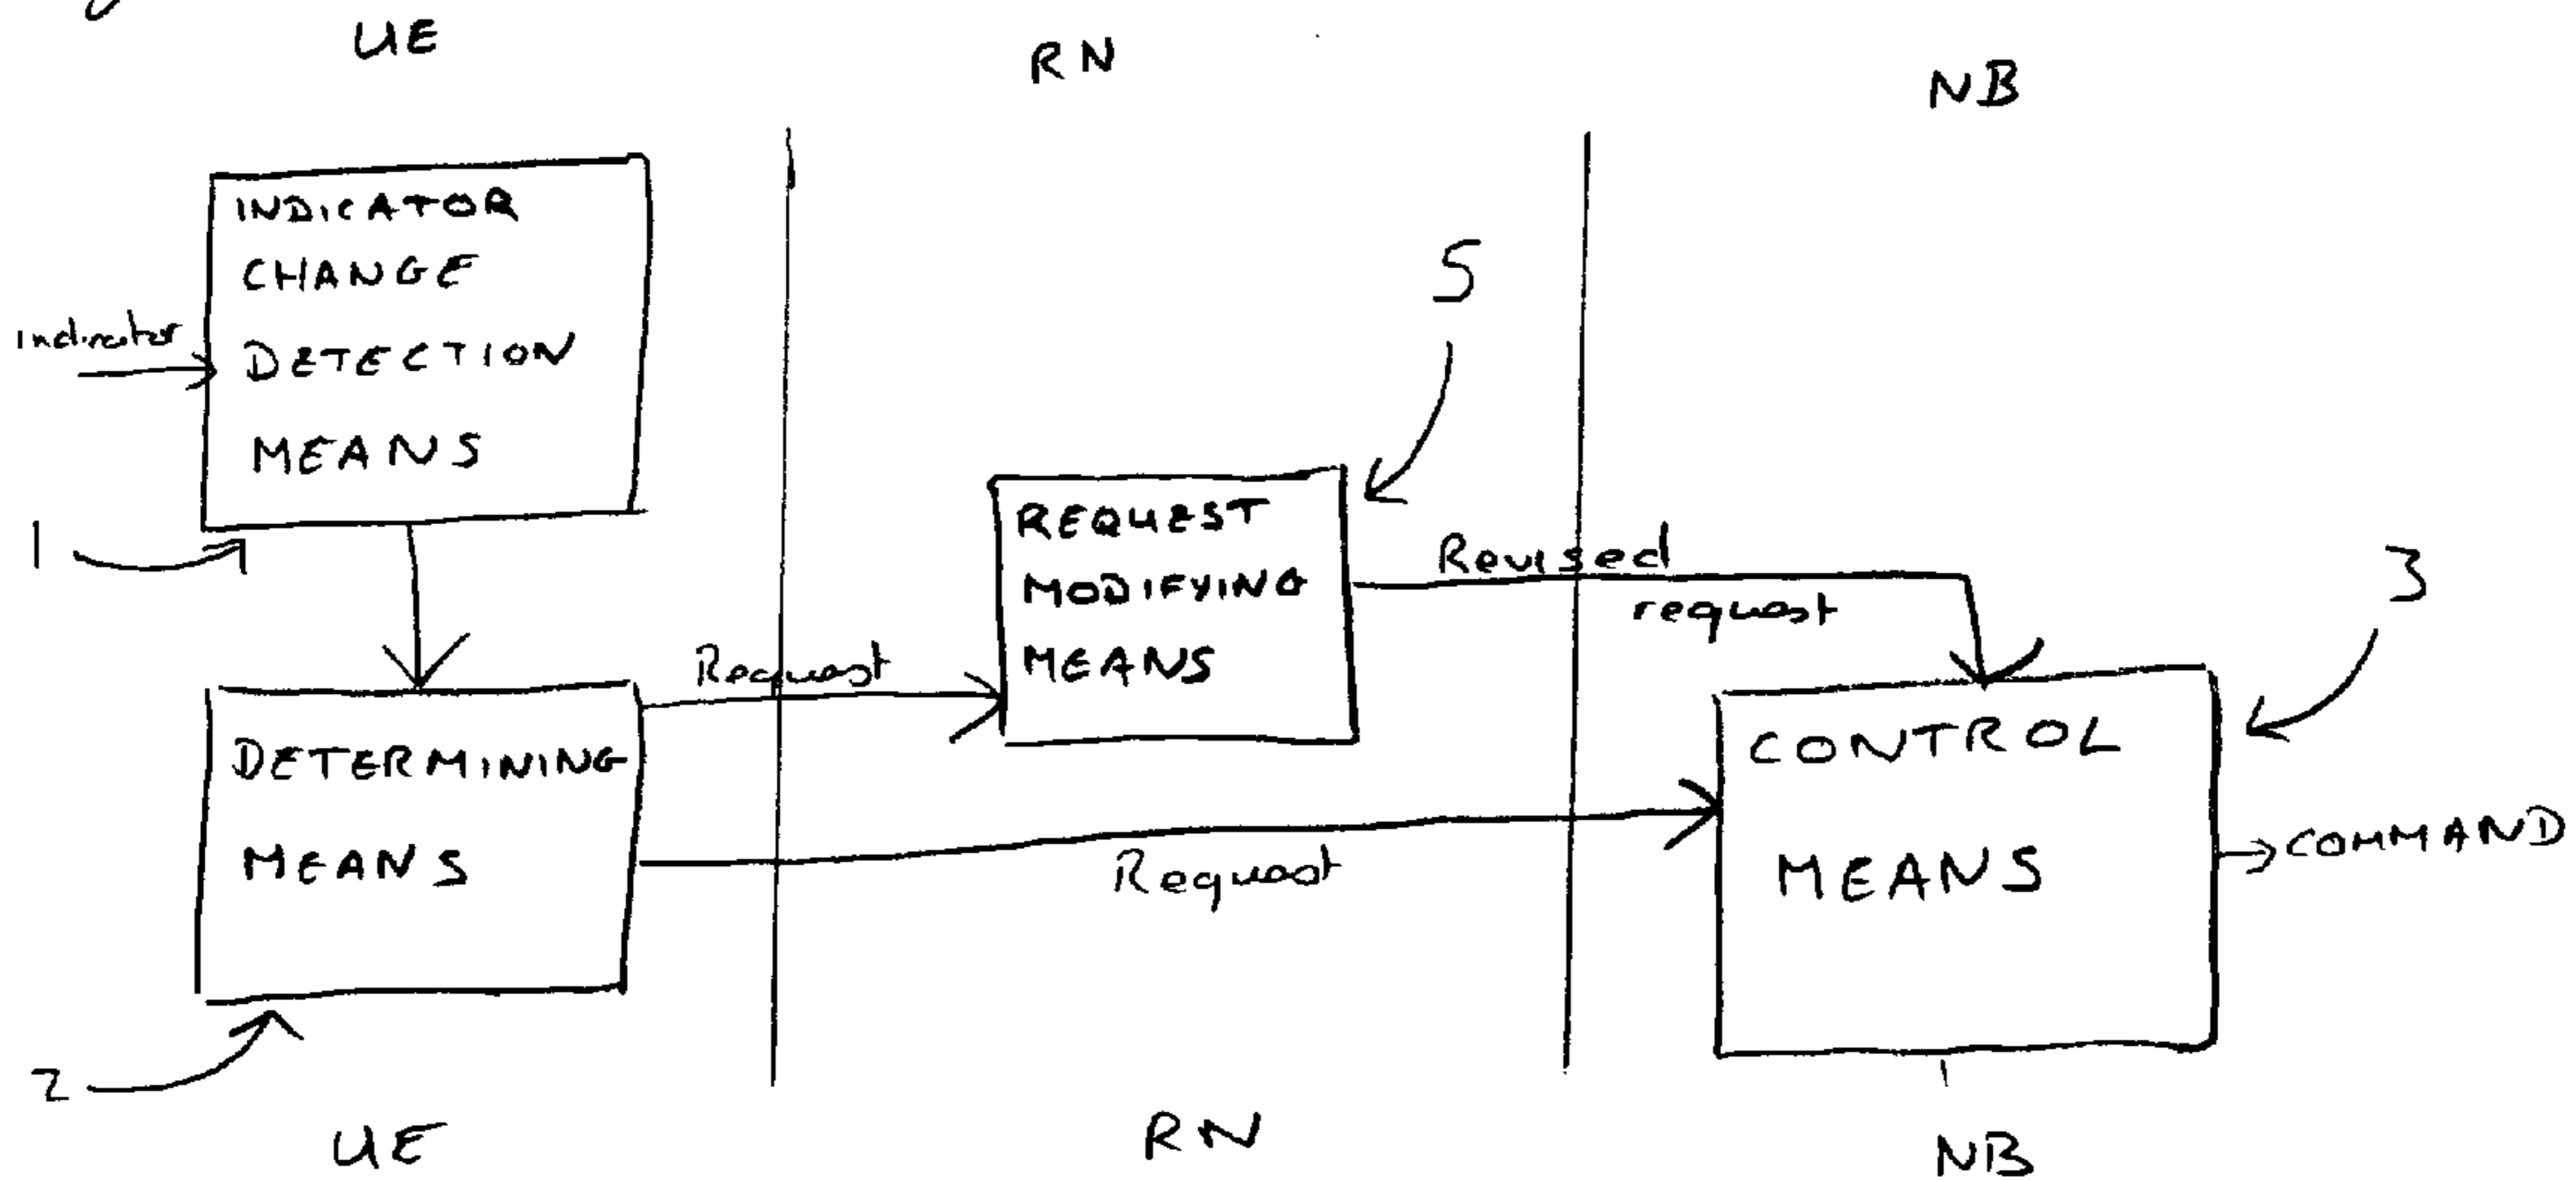 UE
RN
NB
INDICATOR
CHANGE
DETECTION
MEANS
Indicator
1
5
REQUEST
MODIFYING
MEANS
Revised
request
3
Request
DETERMINING
MEANS
Request
CONTROL
MEANS
COMMAND
2
UE
RN
NB